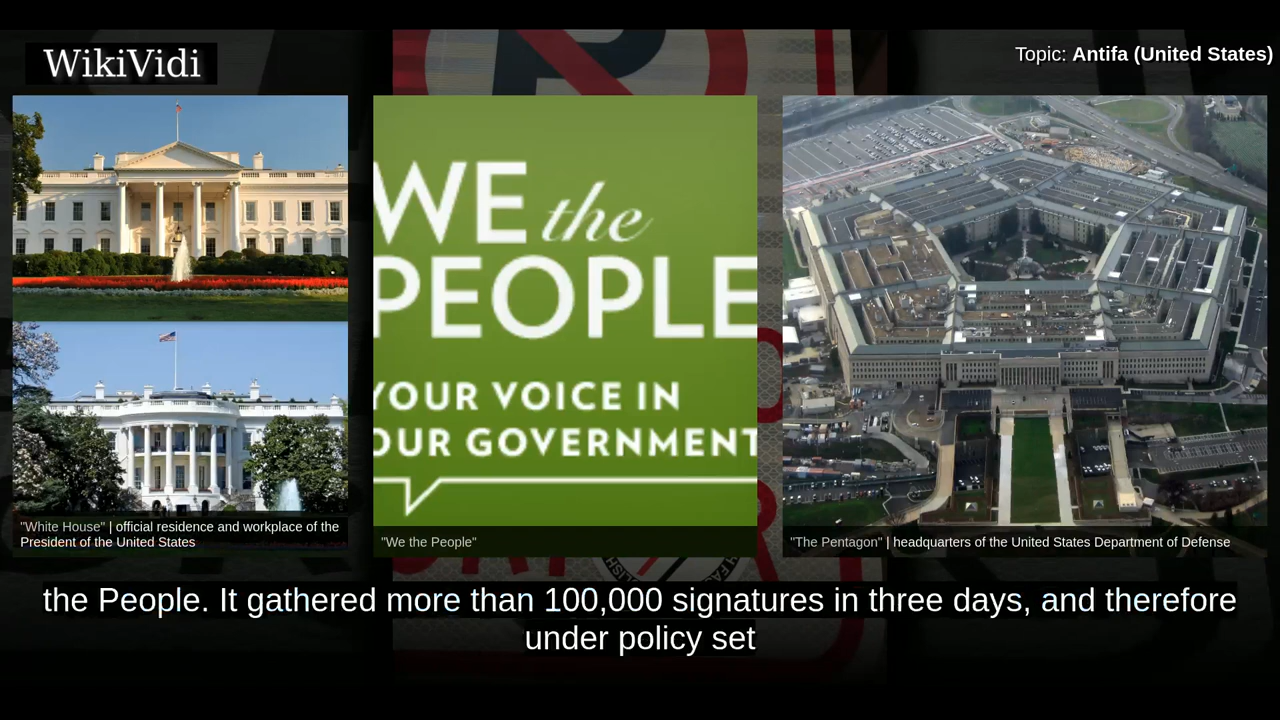 WikiVidi
Topic: Antifa (United States)
WE the
PEOPLE
YOUR VOICE IN
OUR GOVERNMENT
"White House" | official residence and workplace of the
President of the United States
"We the People"
"The Pentagon" | headquarters of the United States Department of Defense
the People. It gathered more than 100,000 signatures in three days, and therefore
under policy set